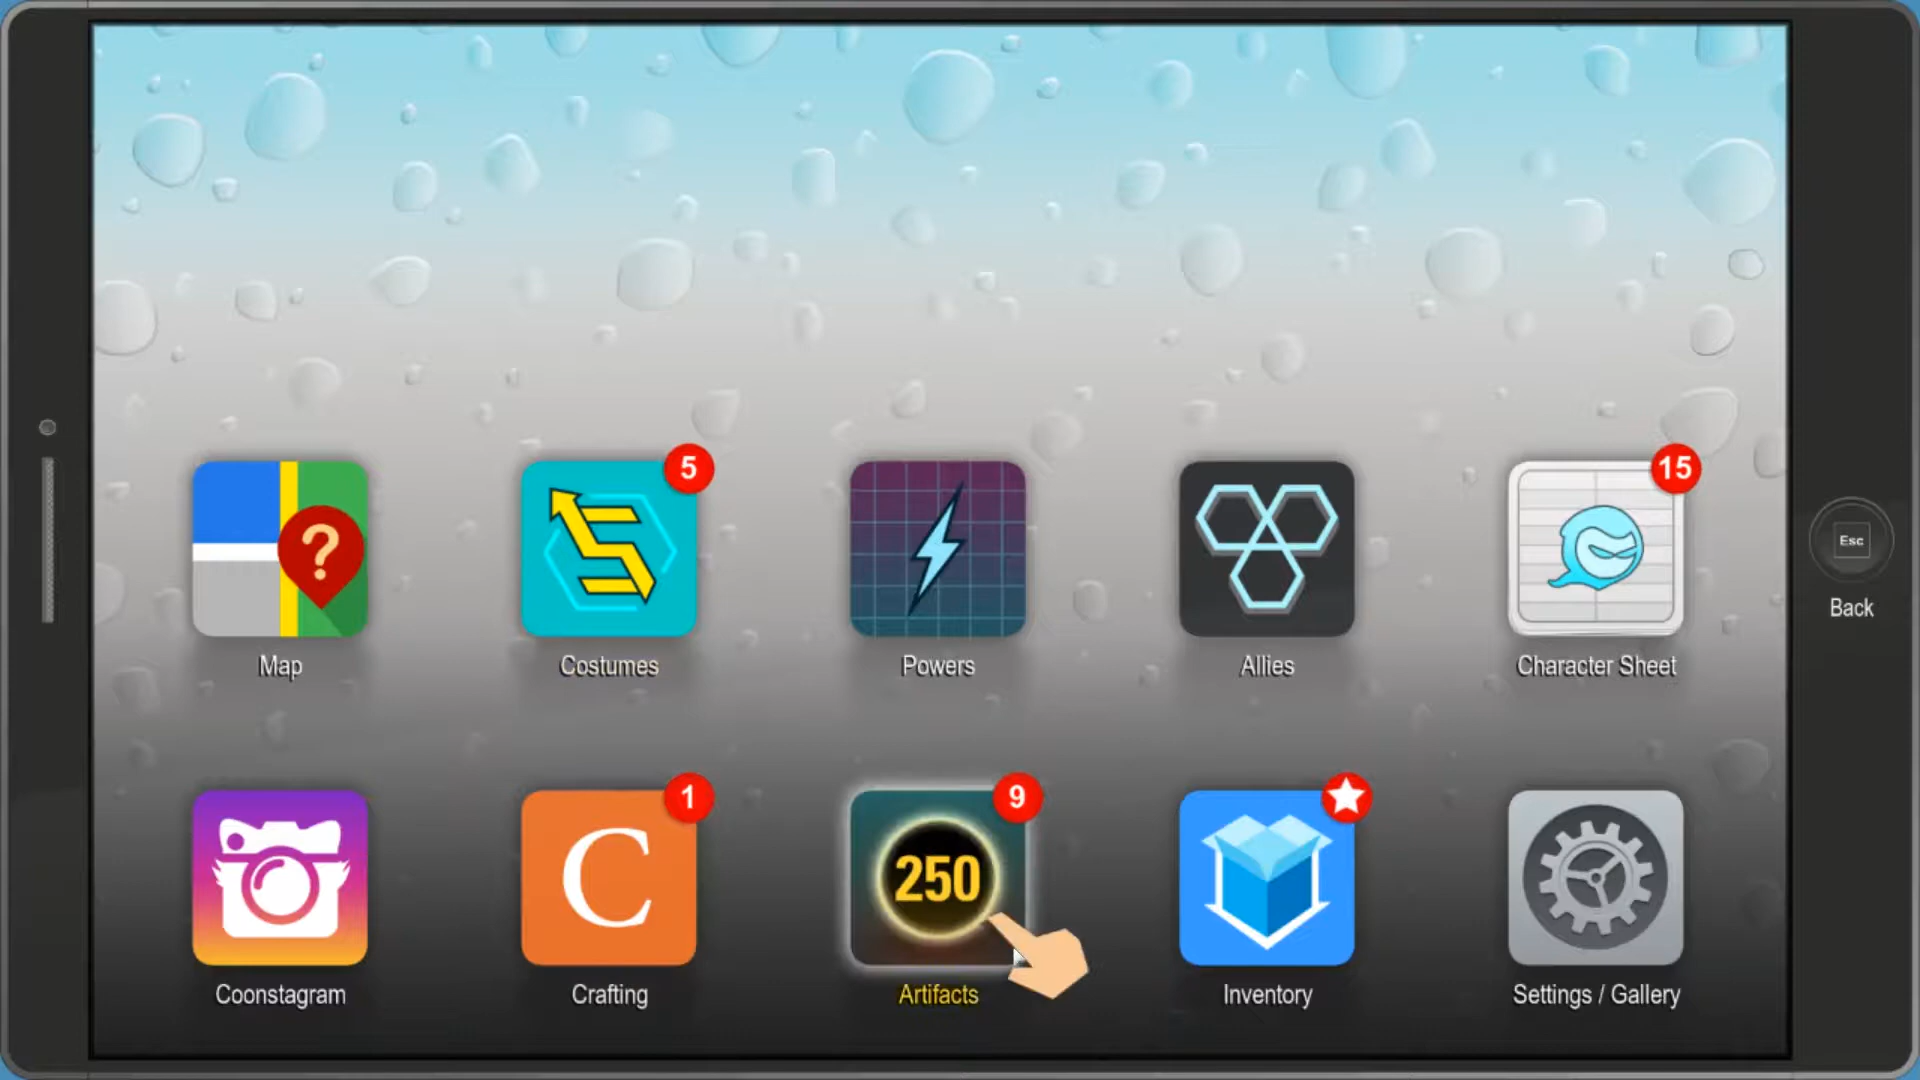 5
15
?
Esc
Map
Costumes
Powers
Allies
Character Sheet
Back
1
9
C
250
Coonstagram
Crafting
Artifacts
Inventory
Settings / Gallery